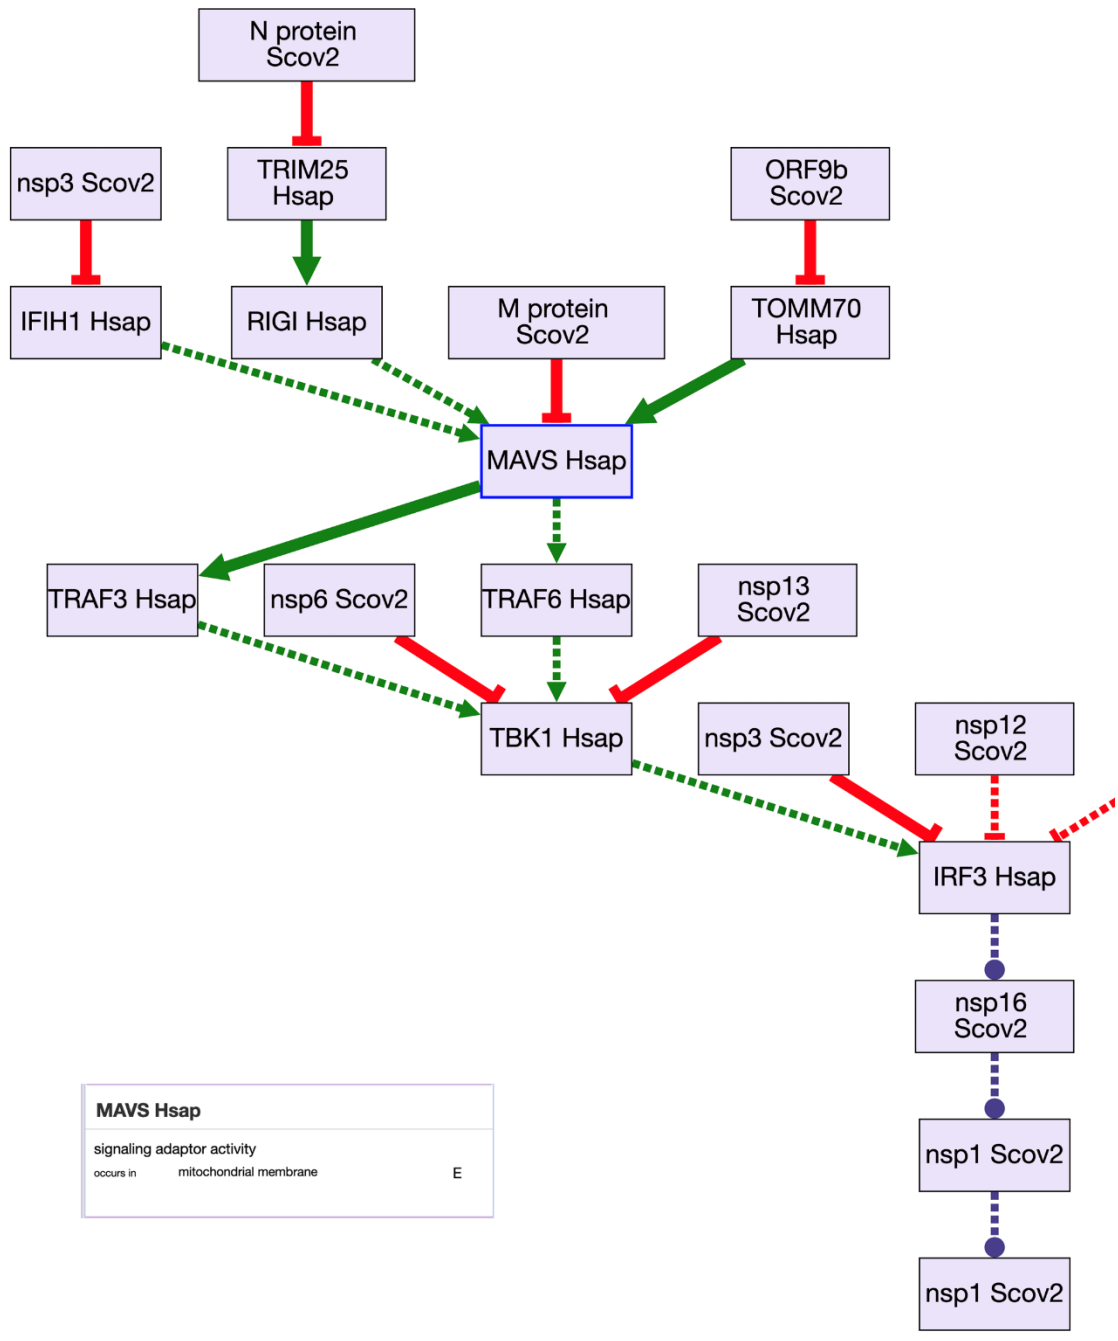 N protein
Scov2
nsp3 Scov2
TRIM25
Hsap
ORF9b
Scov2
IFIH1 Hsap
RIGI Hsap
M protein
Scov2
TOMM70
Hsap
MAVS Hsap
TRAF3 Hsap
nsp6 Scov2
TRAF6 Hsap
nsp13
Scov2
TBK1 Hsap
nsp3 Scov2
nsp12
Scov2
IRF3 Hsap
nsp16
Scov2
MAVS Hsap
signaling adaptor activity
occurs in mitochondrial membrane E
nsp1 Scov2
nsp1 Scov2